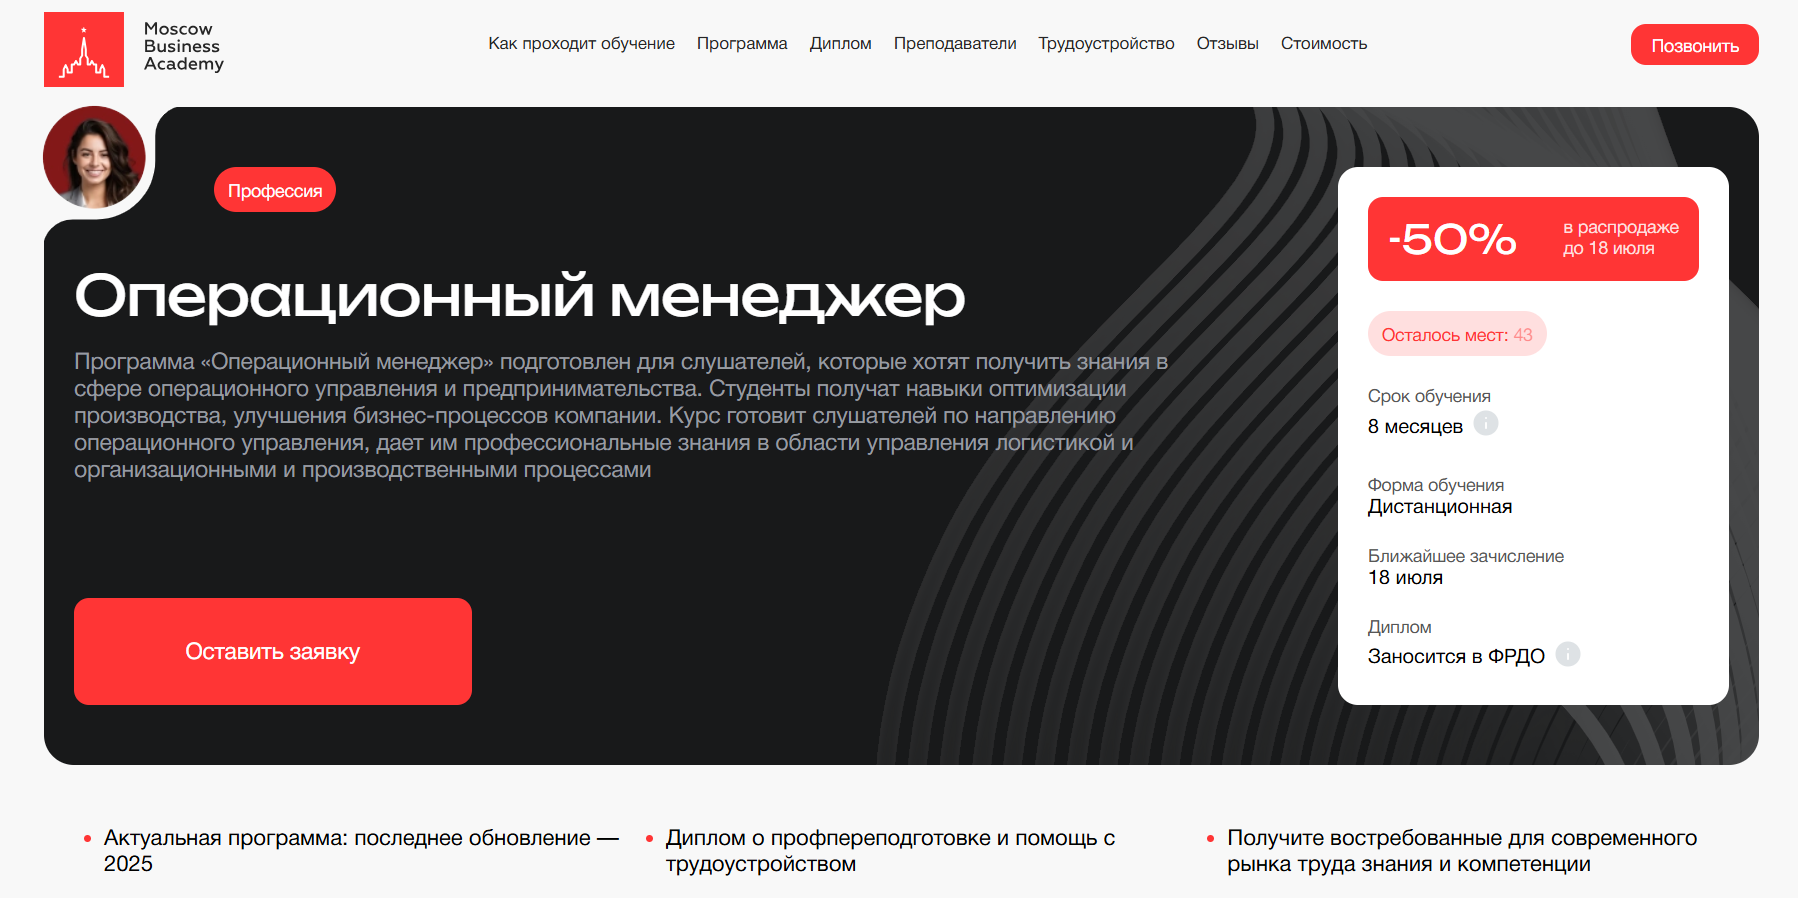 Moscow
Business
Academy
Как проходит обучение Программа Диплом Преподаватели Трудоустройство Отзывы Стоимость
Позвонить
Профессия
Операционный менеджер
Программа «Операционный менеджер» подготовлен для слушателей, которые хотят получить знания в
сфере операционного управления и предпринимательства. Студенты получат навыки оптимизации
производства, улучшения бизнес-процессов компании. Курс готовит слушателей по направлению
операционного управления, дает им профессиональные знания в области управления логистикой и
организационными и производственными процессами
Оставить заявку
-50%
в распродаже
до 18 июля
Осталось мест: 43
Срок обучения
8 месяцев
Форма обучения
Дистанционная
Ближайшее зачисление
18 июля
Диплом
Заносится в ФРДО
Актуальная программа: последнее обновление —
2025
Диплом о профпереподготовке и помощь с
трудоустройством
Получите востребованные для современного
рынка труда знания и компетенции